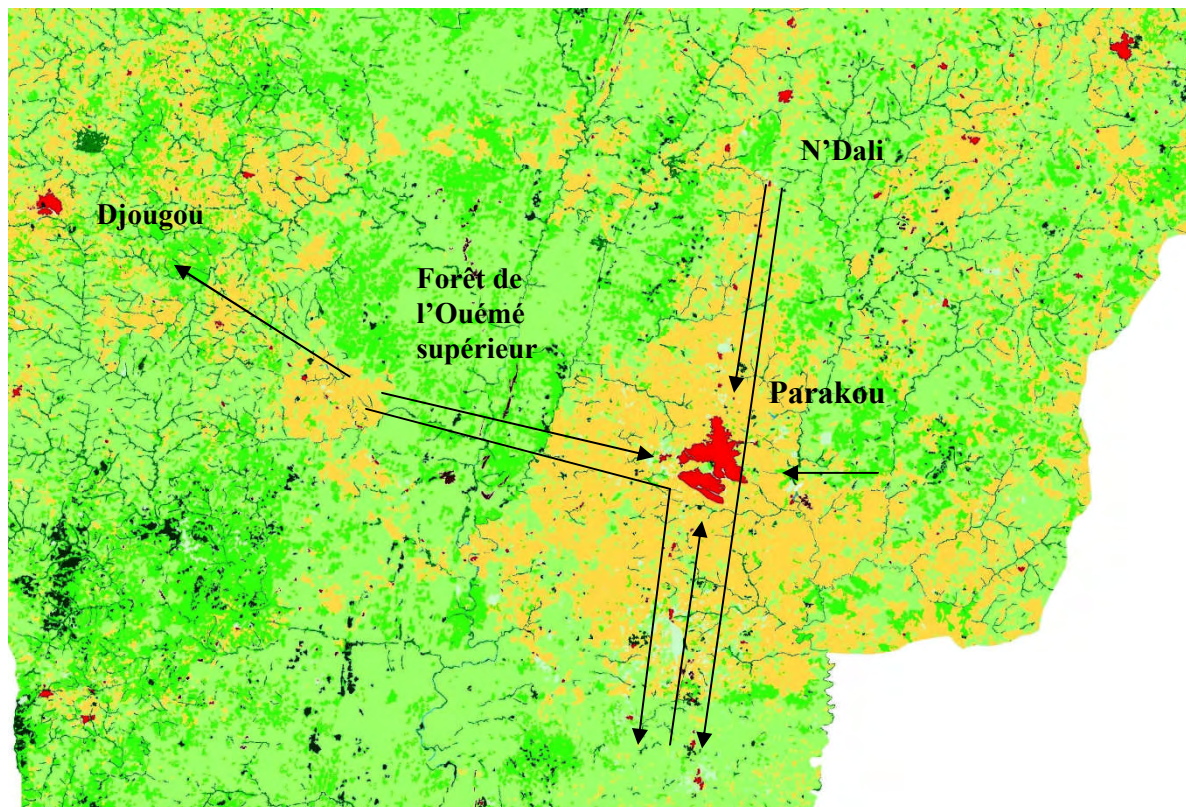 N’Dali
Djougou
Forêt de
l’Ouémé
supérieur
Parakou